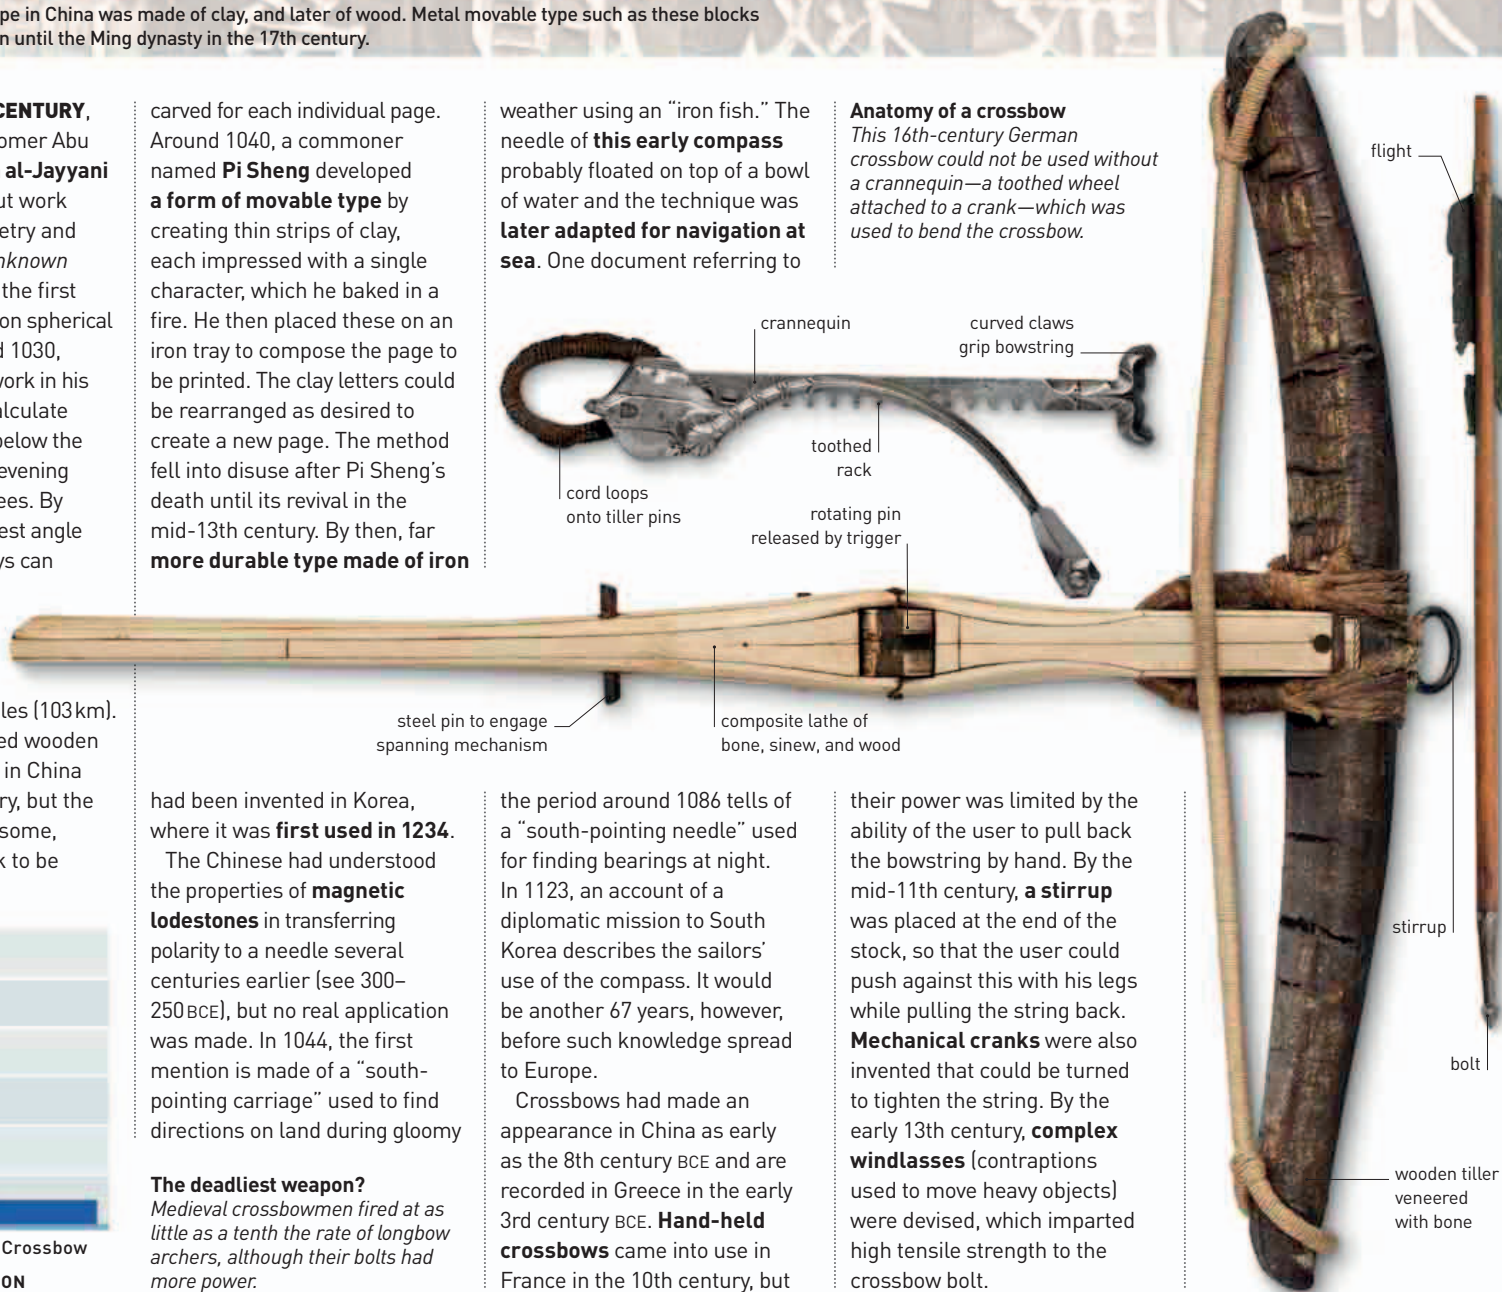 pe in China was made of clay, and later of wood. Metal movable type such as these blocks
n until the Ming dynasty in the 17th century.
CENTURY,
omer Abu
al-Jayyani
ut work
etry and
nknown
the first
on spherical
d 1030,
work in his
alculate
below the
evening
ees. By
est angle
ys can
les (103 km).
ed wooden
in China
ry, but the
some,
k to be
Crossbow
ON
carved for each individual page.
Around 1040, a commoner
named Pi Sheng developed
a form of movable type by
creating thin strips of clay,
each impressed with a single
character, which he baked in a
fire. He then placed these on an
iron tray to compose the page to
be printed. The clay letters could
be rearranged as desired to
create a new page. The method
fell into disuse after Pi Sheng's
death until its revival in the
mid-13th century. By then, far
more durable type made of iron
had been invented in Korea,
where it was first used in 1234.
The Chinese had understood
the properties of magnetic
lodestones in transferring
polarity to a needle several
centuries earlier (see 300–
250 BCE), but no real application
was made. In 1044, the first
mention is made of a "south-
pointing carriage" used to find
directions on land during gloomy
The deadliest weapon?
Medieval crossbowmen fired at as
little as a tenth the rate of longbow
archers, although their bolts had
more power.
weather using an "iron fish." The
needle of this early compass
probably floated on top of a bowl
of water and the technique was
later adapted for navigation at
sea. One document referring to
the period around 1086 tells of
a "south-pointing needle" used
for finding bearings at night.
In 1123, an account of a
diplomatic mission to South
Korea describes the sailors'
use of the compass. It would
be another 67 years, however,
before such knowledge spread
to Europe.
Crossbows had made an
appearance in China as early
as the 8th century BCE and are
recorded in Greece in the early
3rd century BCE. Hand-held
crossbows came into use in
France in the 10th century, but
their power was limited by the
ability of the user to pull back
the bowstring by hand. By the
mid-11th century, a stirrup
was placed at the end of the
stock, so that the user could
push against this with his legs
while pulling the string back.
Mechanical cranks were also
invented that could be turned
to tighten the string. By the
early 13th century, complex
windlasses (contraptions
used to move heavy objects)
were devised, which imparted
high tensile strength to the
crossbow bolt.
Anatomy of a crossbow
This 16th-century German
crossbow could not be used without
a crannequin—a toothed wheel
attached to a crank—which was
used to bend the crossbow.
crannequin
curved claws
grip bowstring
toothed
rack
cord loops
onto tiller pins
rotating pin
released by trigger
steel pin to engage
spanning mechanism
composite lathe of
bone, sinew, and wood
flight
stirrup
bolt
wooden tiller
veneered
with bone